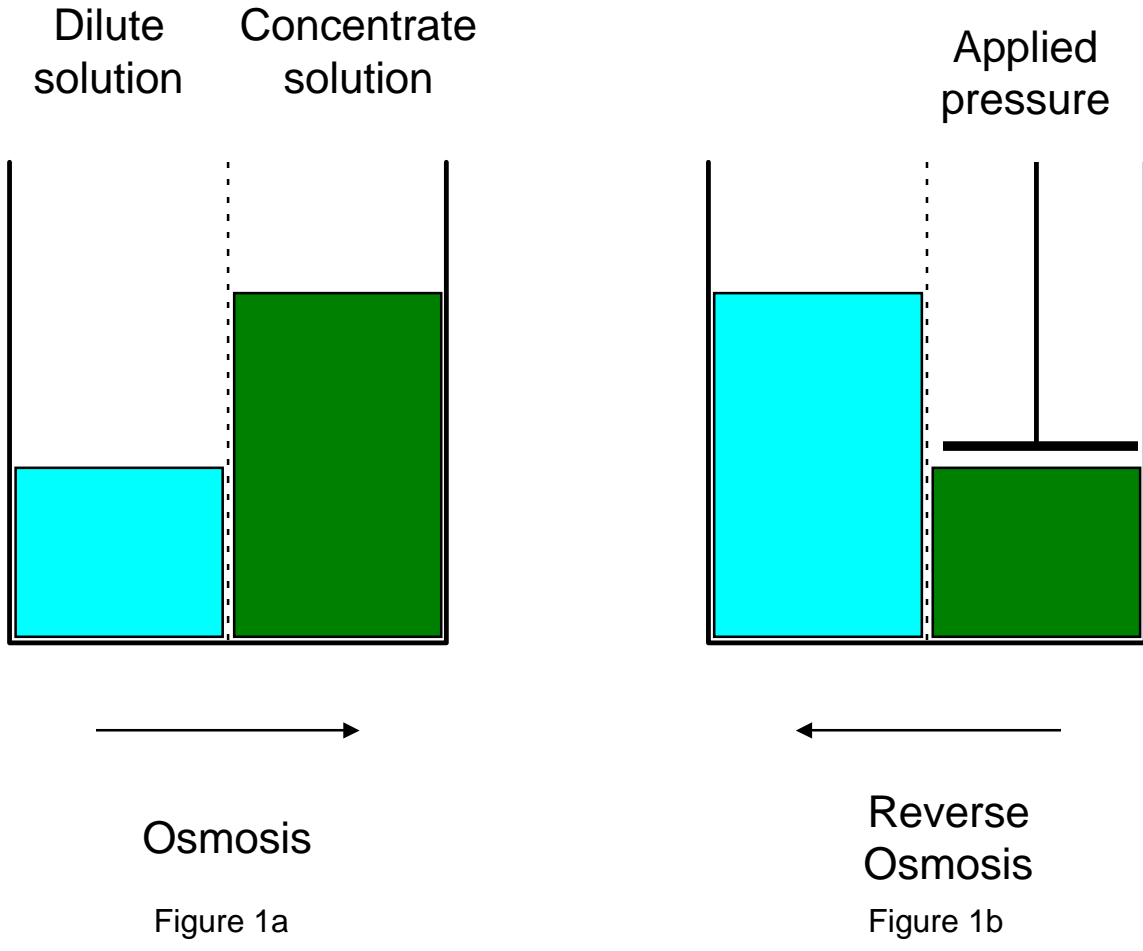 Dilute
solution
Concentrate
solution
Applied
pressure
Osmosis
Reverse
Osmosis
Figure 1a
Figure 1b